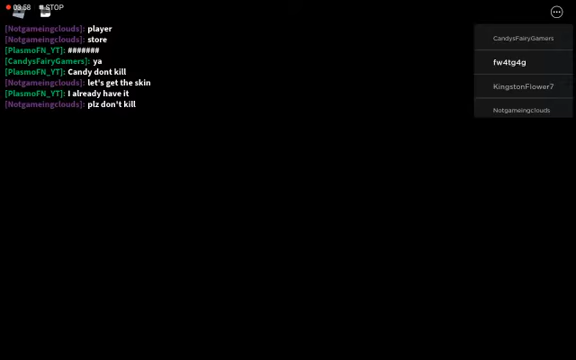 03:58 STOP
[Notgameingclouds]: player
[Notgameingclouds]: store
[PlasmoFN_YT]: #######
[CandysFairyGamers]: ya
[PlasmoFN_YT]: Candy dont kill
[Notgameingclouds]: let's get the skin
[PlasmoFN_YT]: I already have it
[Notgameingclouds]: plz don't kill
CandysFairyGamers
fw4tg4g
KingstonFlower7
Notgameingclouds